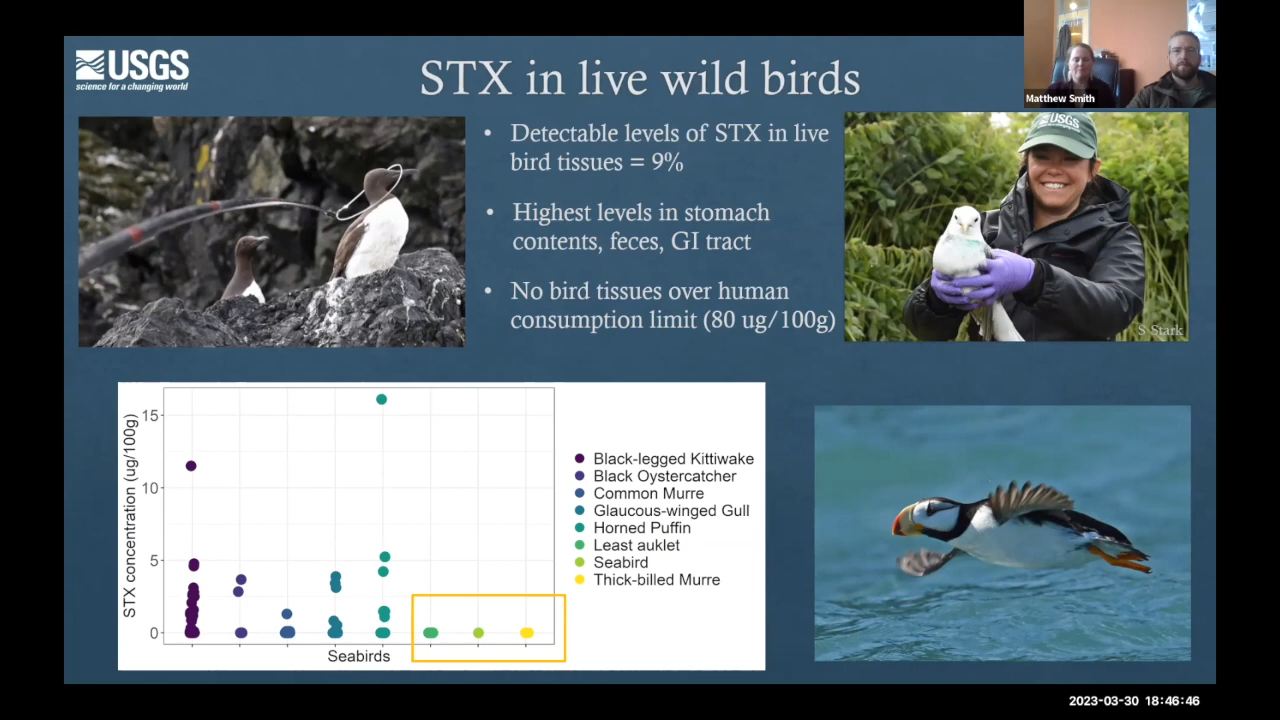 USGS
science for a changing world
STX in live wild birds
Matthew Smith
• Detectable levels of STX in live
bird tissues = 9%
• Highest levels in stomach
contents, feces, GI tract
• No bird tissues over human
consumption limit (80 ug/100g)
USGS
S Stark
STX concentration (ug/100g)
15
10
5
0
Seabirds
Black-legged Kittiwake
Black Oystercatcher
Common Murre
Glaucous-winged Gull
Horned Puffin
Least auklet
Seabird
Thick-billed Murre
2023-03-30 18:46:46